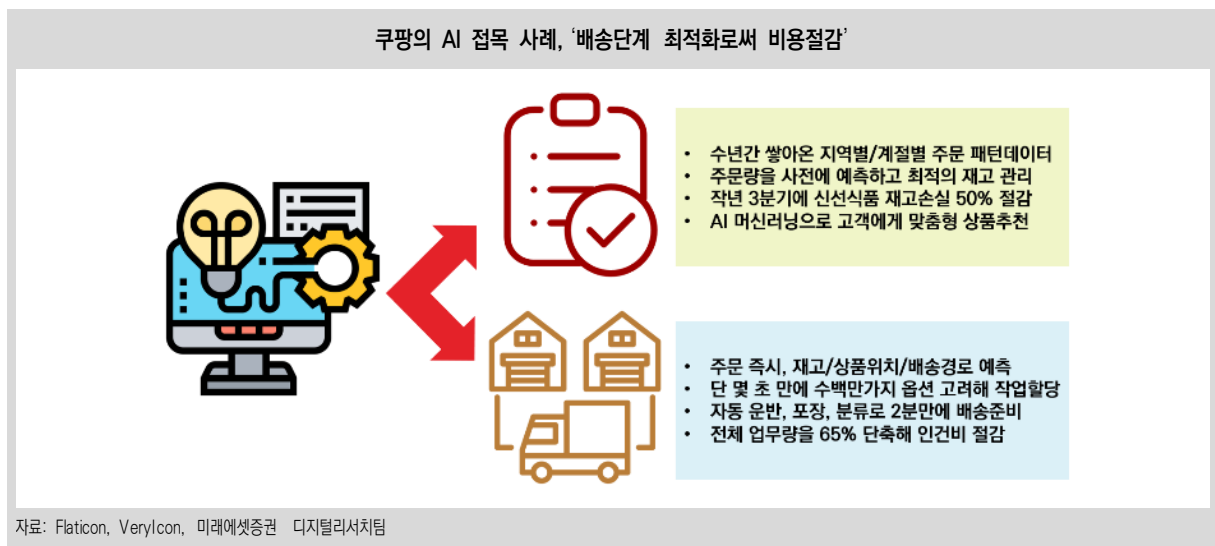 쿠팡의 AI 접목 사례, ‘배송단계 최적화로써 비용절감’
• 수년간 쌓아온 지역별/계절별 주문 패턴데이터
• 주문량을 사전에 예측하고 최적의 재고 관리
• 작년 3분기에 신선식품 재고손실 50% 절감
• AI 머신러닝으로 고객에게 맞춤형 상품추천
• 주문 즉시, 재고/상품위치/배송경로 예측
• 단 몇 초 만에 수백만가지 옵션 고려해 작업할당
• 자동 운반, 포장, 분류로 2분만에 배송준비
• 전체 업무량을 65% 단축해 인건비 절감
자료: Flaticon, VeryIcon, 미래에셋증권 디지털리서치팀